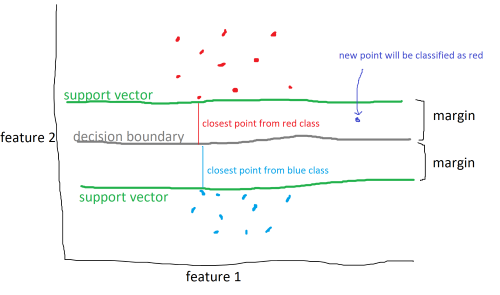 new point will be classified as red
support vector
margin
closest point from red class
feature 2
decision boundary
margin
closest point from blue class
support vector
feature 1